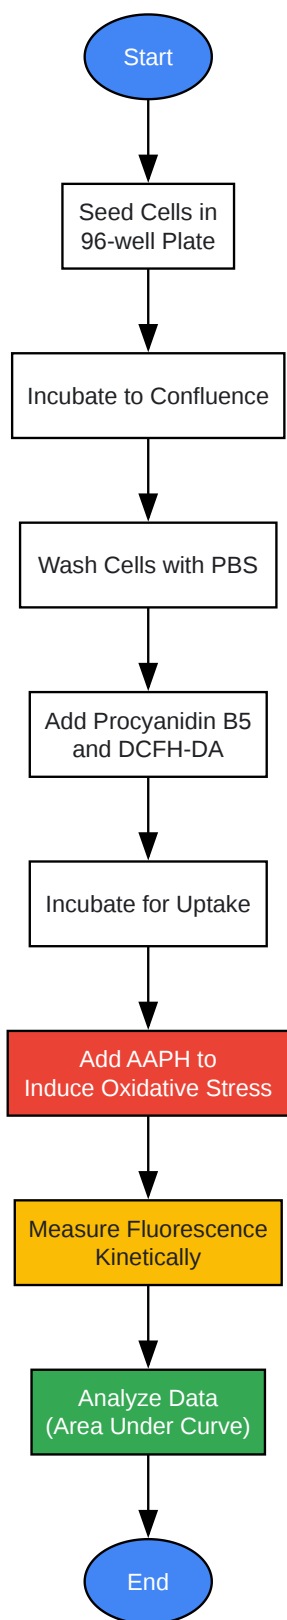 Start
Seed Cells in
96-well Plate
Incubate to Confluence
Wash Cells with PBS
Add Procyanidin B5
and DCFH-DA
Incubate for Uptake
Add AAPH to
Induce Oxidative Stress
Measure Fluorescence
Kinetically
Analyze Data
(Area Under Curve)
End